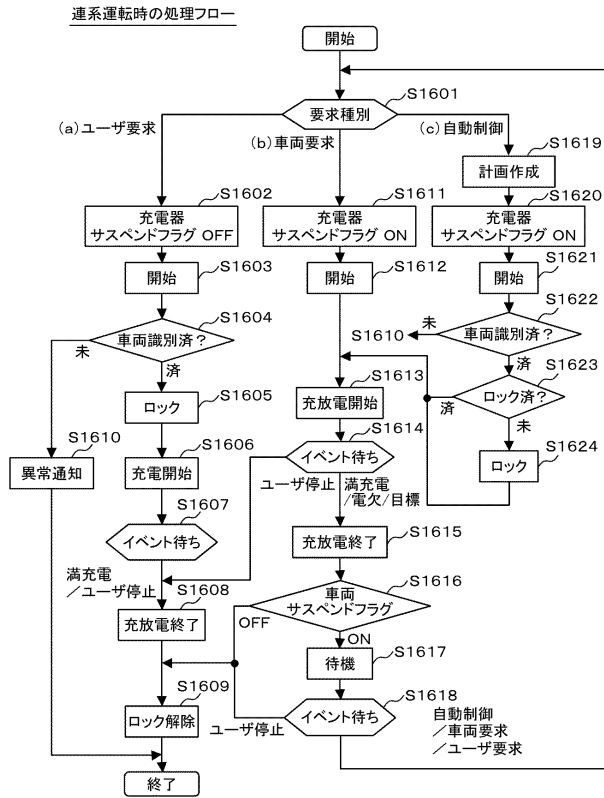 連系運転時の処理フロー
開始
S1601
要求種別
(a)ユーザ要求
(b)車両要求
(c)自動制御
S1619
計画作成
S1602
充電器
サスペンドフラグ OFF
S1611
充電器
サスペンドフラグ ON
S1620
充電器
サスペンドフラグ ON
S1603
開始
S1612
開始
S1621
開始
S1604
車両識別済?
未
済
S1622
車両識別済?
未
S1610
済
S1605
ロック
S1613
充放電開始
S1623
ロック済?
済
未
S1610
異常通知
S1606
充電開始
S1614
イベント待ち
S1624
ロック
ユーザ停止
満充電
/電欠/目標
S1607
イベント待ち
S1615
充放電終了
満充電
/ユーザ停止
S1608
充放電終了
S1616
車両
サスペンドフラグ
OFF
ON
S1617
待機
S1609
ロック解除
S1618
イベント待ち
ユーザ停止
自動制御
/車両要求
/ユーザ要求
終了